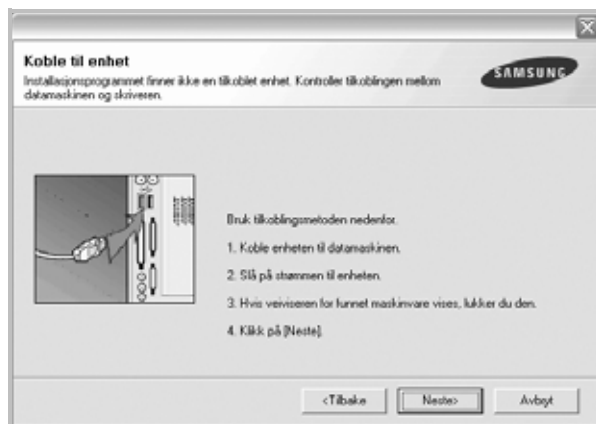 Koble til enhet
Installasjonsprogrammet finner ikke en tilkoblet enhet. Kontroller tilkoblingen mellom
datamaskinen og skriveren.
SAMSUNG
Bruk tilkoblingsmetoden nedenfor.
1. Koble enheten til datamaskinen.
2. Slå på strømmen til enheten.
3. Hvis veiviseren for funnet maskinvare vises, lukker du den.
4. Klikk på [Neste].
<Tilbake Neste> Avbryt